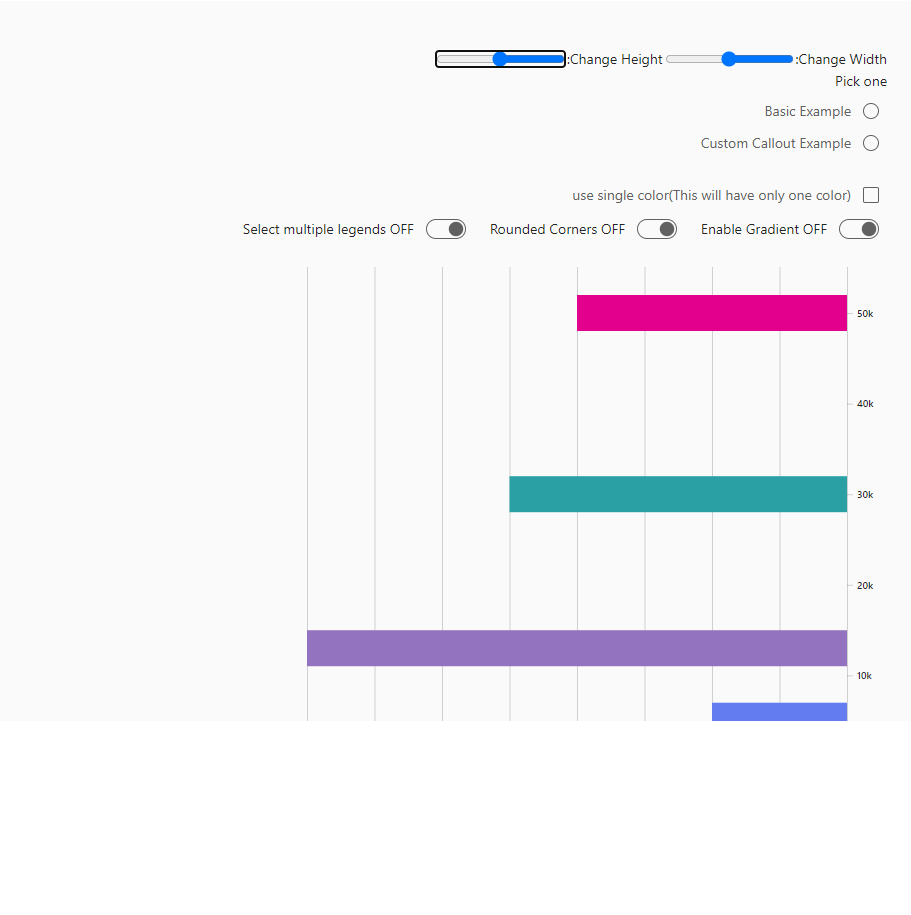 :Change Height :Change Width
Pick one
Basic Example
Custom Callout Example
use single color(This will have only one color)
Select multiple legends OFF Rounded Corners OFF Enable Gradient OFF
50k
40k
30k
20k
10k